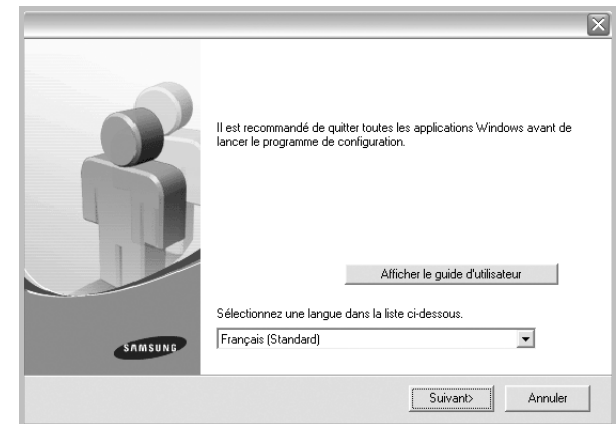 Il est recommandé de quitter toutes les applications Windows avant de
lancer le programme de configuration.
Afficher le guide d'utilisateur
Sélectionnez une langue dans la liste ci-dessous.
SAMSUNG
Français (Standard)
Suivant>
Annuler